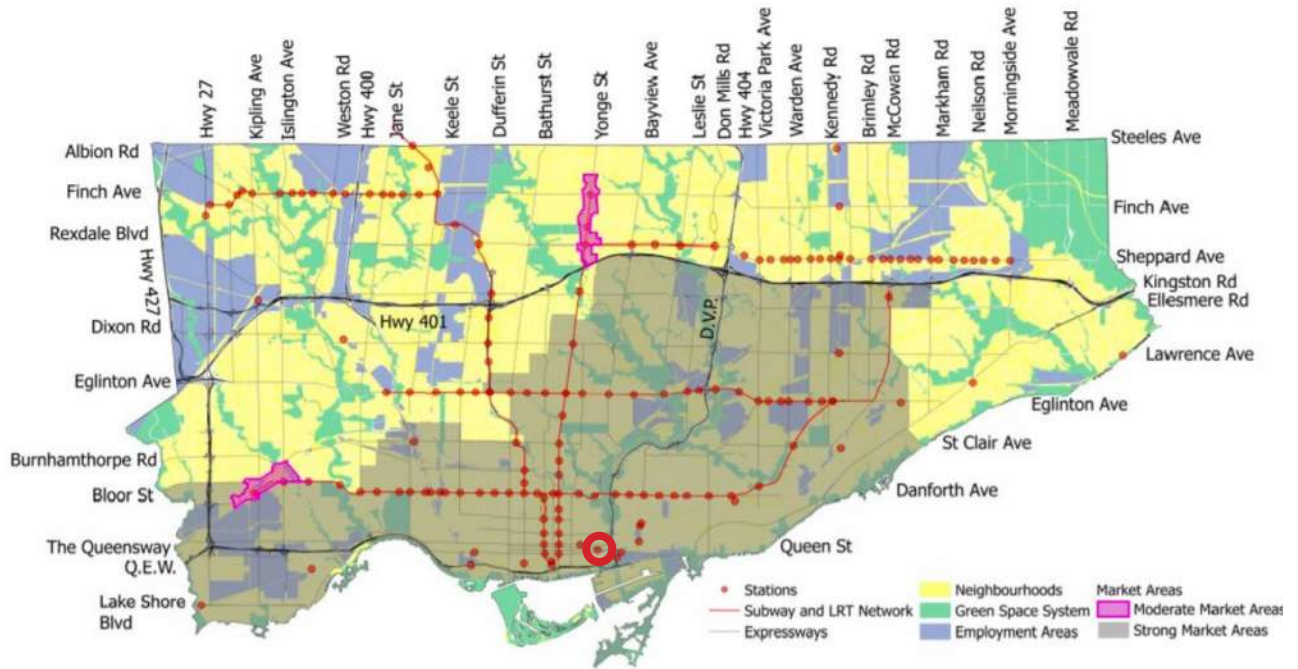 Hwy 27
Kipling Ave
Islington Ave
Weston Rd
Hwy 400
Jane St
Keele St
Dufferin St
Bathurst St
Yonge St
Bayview Ave
Leslie St
Don Mills Rd
Hwy 404
Victoria Park Ave
Warden Ave
Kennedy Rd
Brimley Rd
McCowan Rd
Markham Rd
Neilson Rd
Morningside Ave
Meadowvale Rd
Albion Rd
Finch Ave
Rexdale Blvd
Hwy 427
Dixon Rd
Eglinton Ave
Burnhamthorpe Rd
Bloor St
The Queensway
Q.E.W.
Lake Shore
Blvd
Hwy 401
D.V.P.
Steeles Ave
Finch Ave
Sheppard Ave
Kingston Rd
Ellesmere Rd
Lawrence Ave
Eglinton Ave
St Clair Ave
Danforth Ave
Queen St
Stations
Subway and LRT Network
Expressways
Neighbourhoods
Green Space System
Employment Areas
Market Areas
Moderate Market Areas
Strong Market Areas